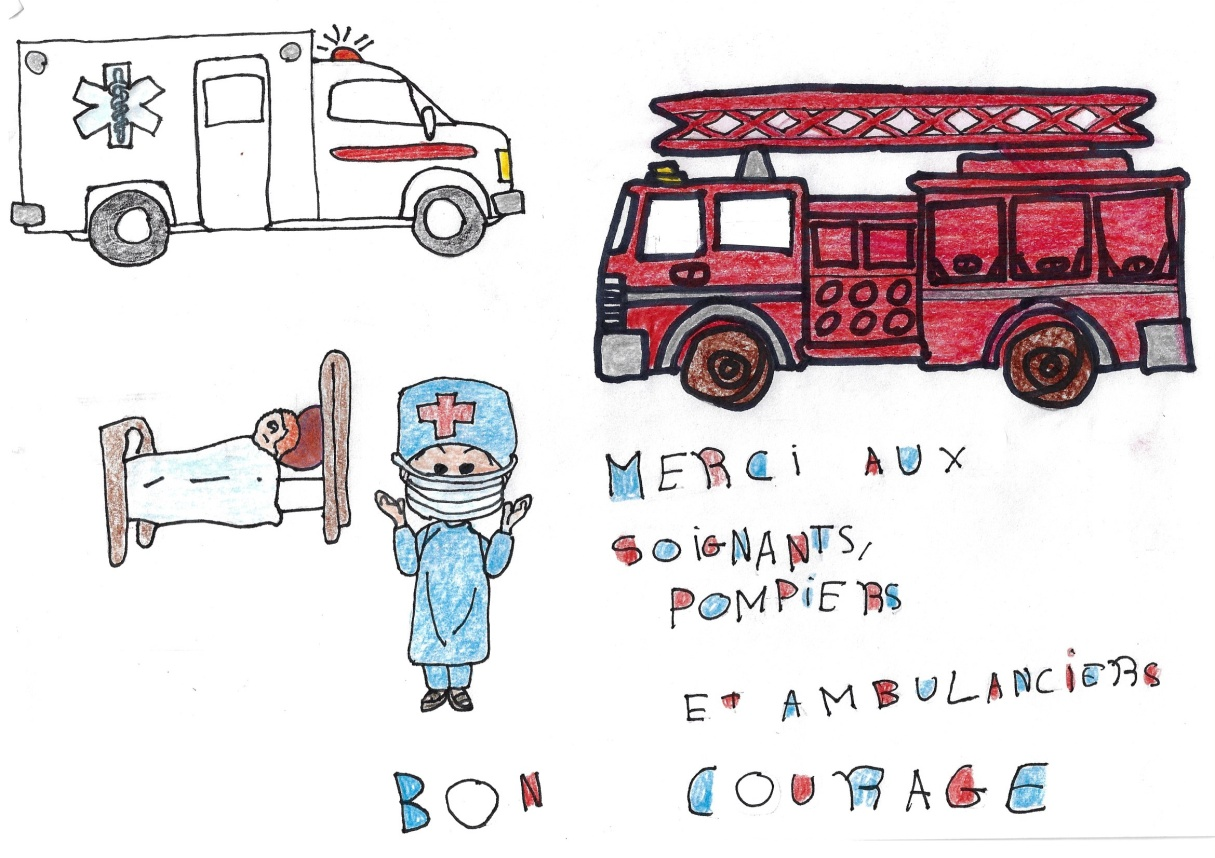 MERCi AUX
SOiGNANTS,
POMPiERS
ET AMBULANCiERS
BON COURAGE